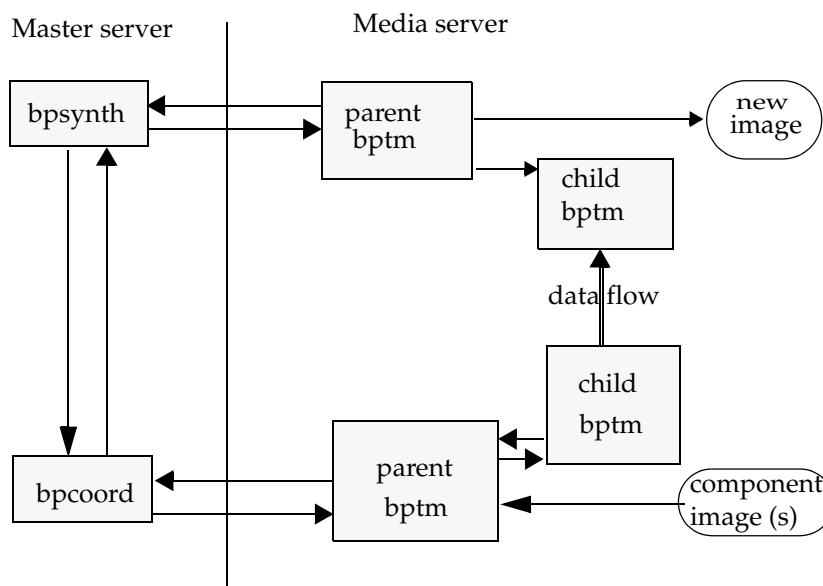 Master server
Media server
bpsynth
parent
bptm
new
image
child
bptm
data flow
child
bptm
bpcoord
parent
bptm
component
image (s)